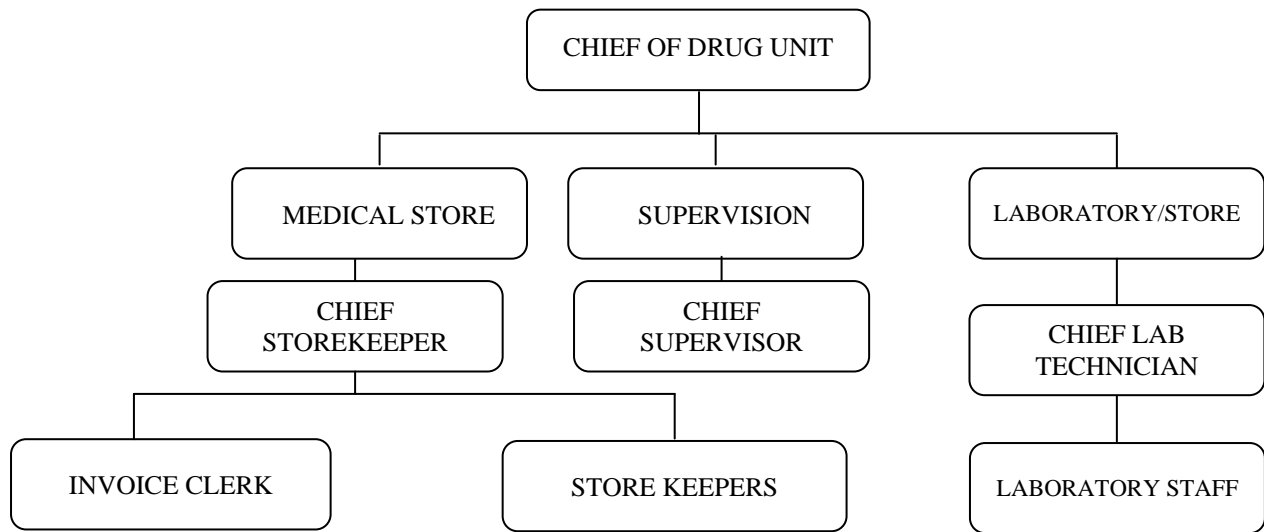 CHIEF OF DRUG UNIT
MEDICAL STORE
SUPERVISION
LABORATORY/STORE
CHIEF
STOREKEEPER
CHIEF
SUPERVISOR
CHIEF LAB
TECHNICIAN
INVOICE CLERK
STORE KEEPERS
LABORATORY STAFF